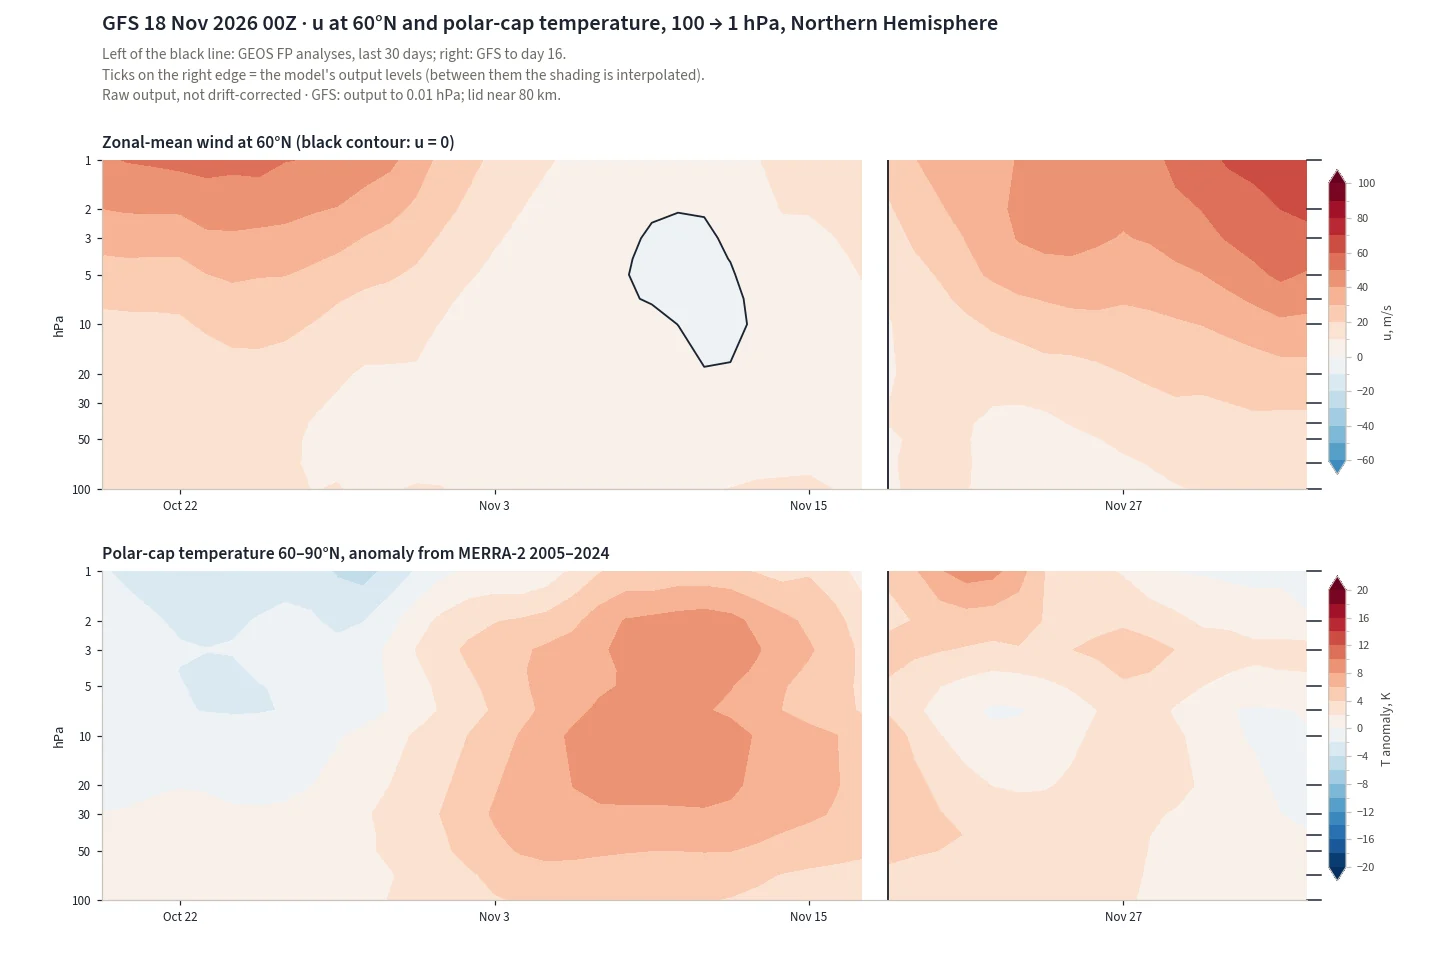 GFS 18 Nov 2026 00Z · u at 60°N and polar-cap temperature, 100 → 1 hPa, Northern Hemisphere
Left of the black line: GEOS FP analyses, last 30 days; right: GFS to day 16.
Ticks on the right edge = the model's output levels (between them the shading is interpolated).
Raw output, not drift-corrected · GFS: output to 0.01 hPa; lid near 80 km.
Zonal-mean wind at 60°N (black contour: u = 0)
1
2
3
5
10
20
30
50
100
hPa
Oct 22
Nov 3
Nov 15
Nov 27
100
80
60
40
20
0
−20
−40
−60
u, m/s
Polar-cap temperature 60–90°N, anomaly from MERRA-2 2005–2024
1
2
3
5
10
20
30
50
100
hPa
Oct 22
Nov 3
Nov 15
Nov 27
20
16
12
8
4
0
−4
−8
−12
−16
−20
T anomaly, K